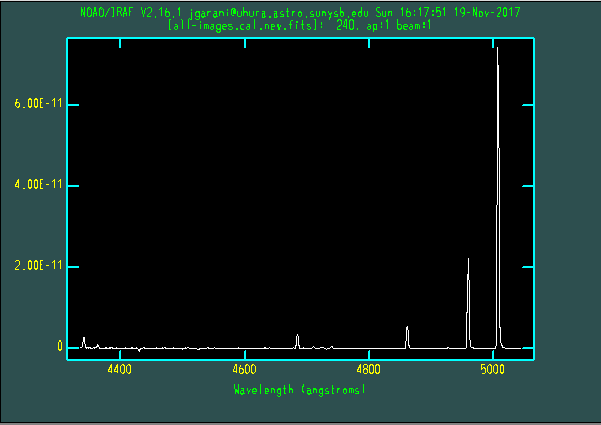 NOAO/IRAF V2.16.1 jgarani@uhura.astro.sunysb.edu Sun 16:17:51 19-Nov-2017
[all-images.cal.new.fits]: 240. ap:1 beam:1
6.00E-11
4.00E-11
2.00E-11
0
4400 4600 4800 5000
Wavelength (angstroms)